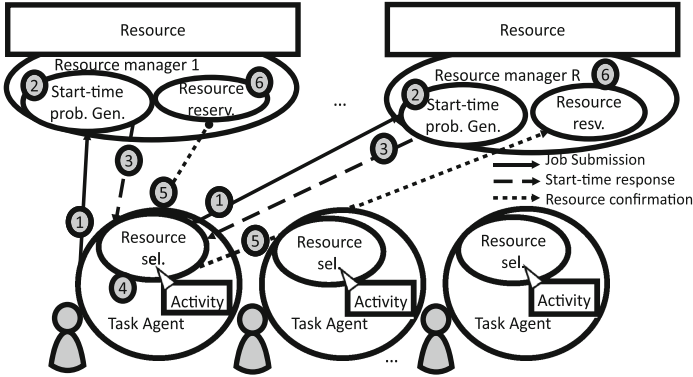 Resource
Resource
Resource manager 1
6
2
Start-time
prob. Gen.
Resource
reserv.
...
Resource manager R
6
2
Start-time
prob. Gen.
Resource
resv.
3
3
Job Submission
Start-time response
Resource confirmation
5
1
1
5
Resource
sel.
4
Activity
Task Agent
Resource
sel.
Activity
Task Agent
Resource
sel.
Activity
Task Agent
...